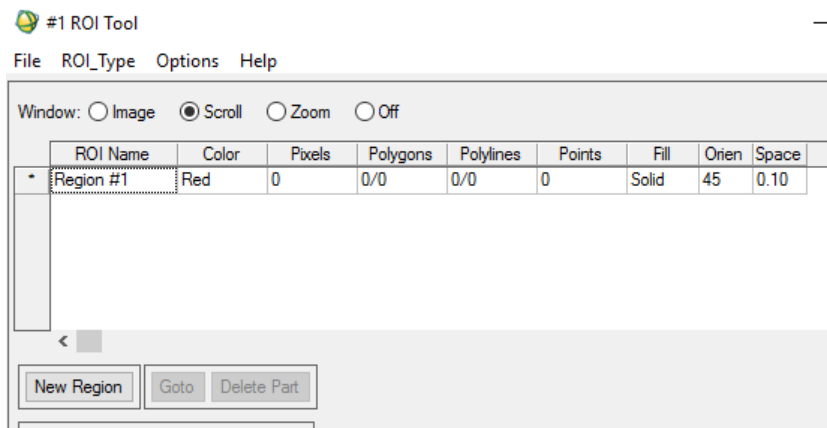 #1 ROI Tool
File ROI_Type Options Help
Window: Image Scroll Zoom Off
ROI Name Color Pixels Polygons Polylines Points Fill Orien Space
* Region #1 Red 0 0/0 0/0 0 Solid 45 0.10
New Region Goto Delete Part